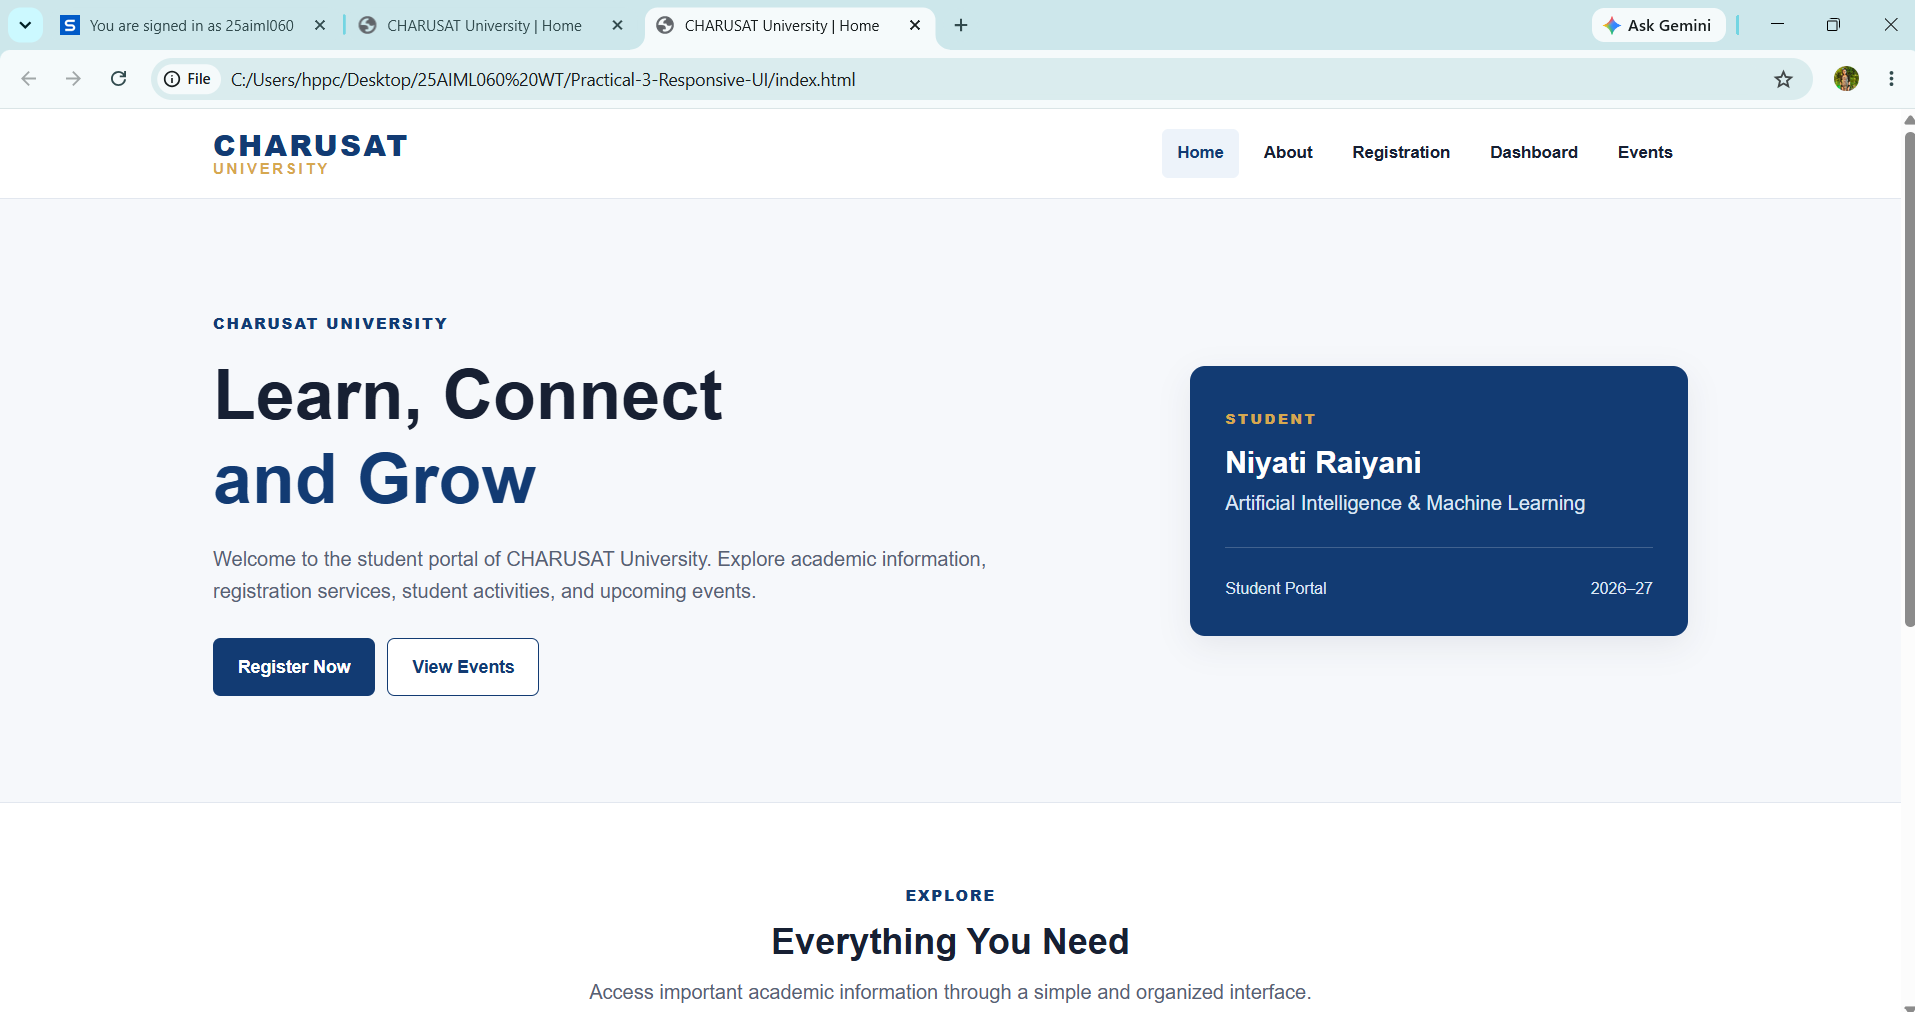 You are signed in as 25aiml060
CHARUSAT University | Home
CHARUSAT University | Home
Ask Gemini
File
C:/Users/hppc/Desktop/25AIML060%20WT/Practical-3-Responsive-UI/index.html
CHARUSAT
UNIVERSITY
Home
About
Registration
Dashboard
Events
CHARUSAT UNIVERSITY
Learn, Connect
and Grow
Welcome to the student portal of CHARUSAT University. Explore academic information,
registration services, student activities, and upcoming events.
Register Now
View Events
STUDENT
Niyati Raiyani
Artificial Intelligence & Machine Learning
Student Portal
2026–27
EXPLORE
Everything You Need
Access important academic information through a simple and organized interface.